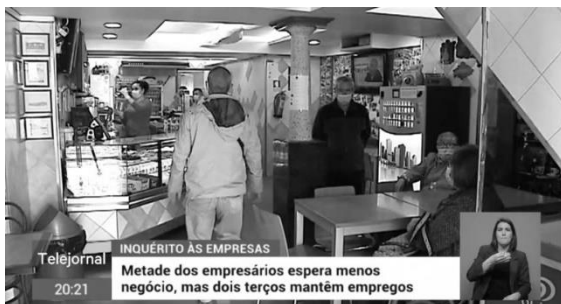 INQUÉRITO ÀS EMPRESAS
Telejornal
Metade dos empresários espera menos
20:21
negócio, mas dois terços mantêm empregos